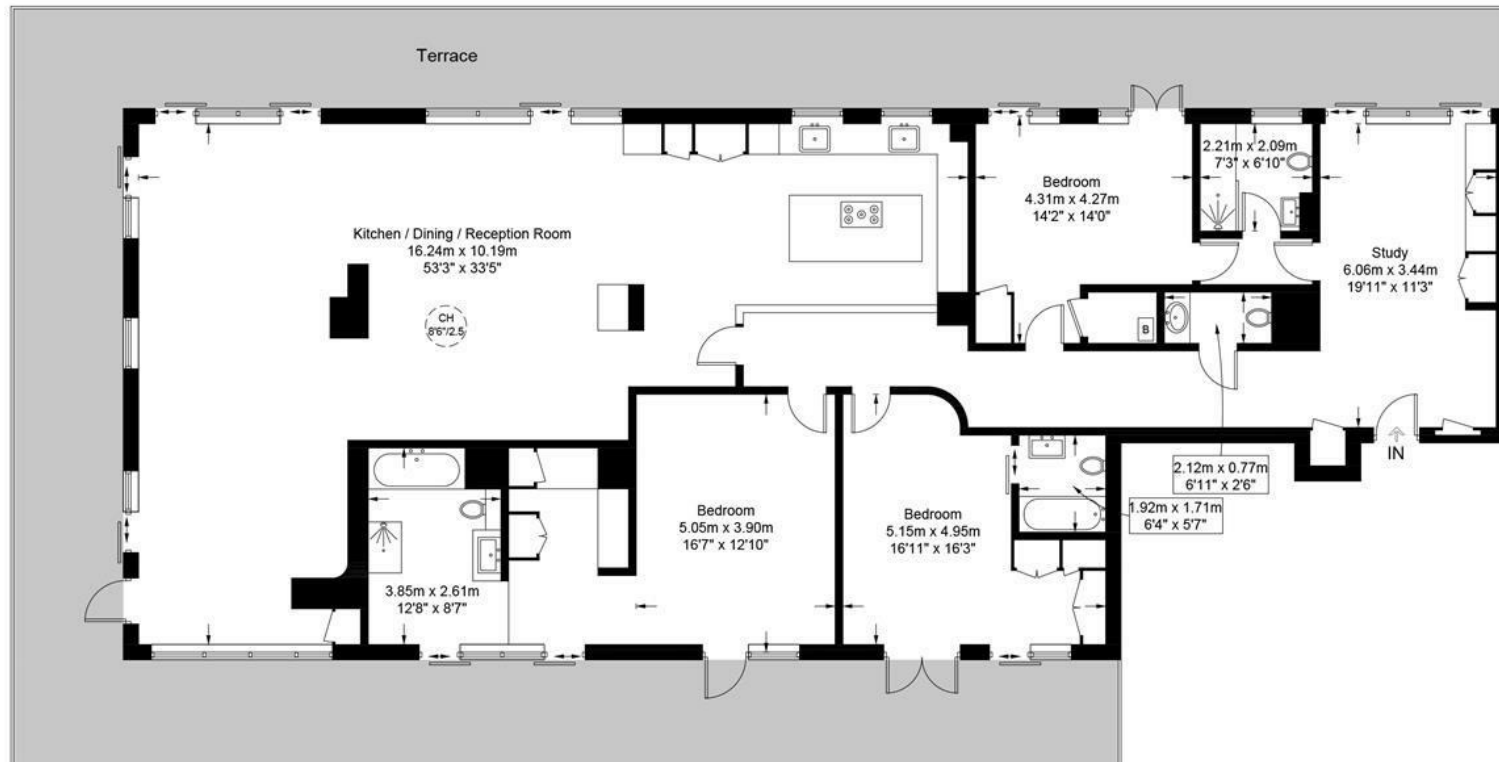 Terrace
Kitchen / Dining / Reception Room
16.24m x 10.19m
53'3" x 33'5"
CH
8'6"/2.5
Bedroom
4.31m x 4.27m
14'2" x 14'0"
2.21m x 2.09m
7'3" x 6'10"
Study
6.06m x 3.44m
19'11" x 11'3"
B
IN
2.12m x 0.77m
6'11" x 2'6"
1.92m x 1.71m
6'4" x 5'7"
Bedroom
5.05m x 3.90m
16'7" x 12'10"
Bedroom
5.15m x 4.95m
16'11" x 16'3"
3.85m x 2.61m
12'8" x 8'7"